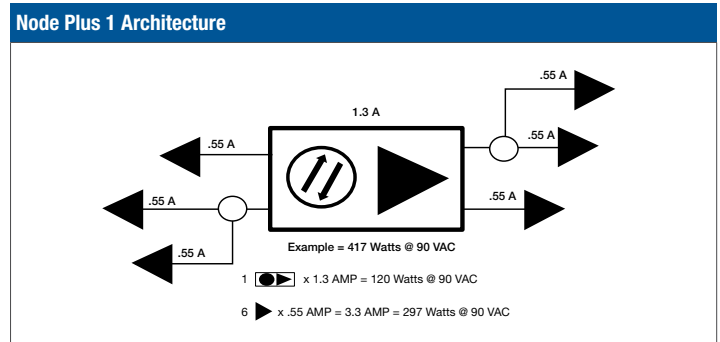 Node Plus 1 Architecture
.55 A
1.3 A
.55 A
.55 A
.55 A
.55 A
.55 A
Example = 417 Watts @ 90 VAC
1 x 1.3 AMP = 120 Watts @ 90 VAC
6 x .55 AMP = 3.3 AMP = 297 Watts @ 90 VAC